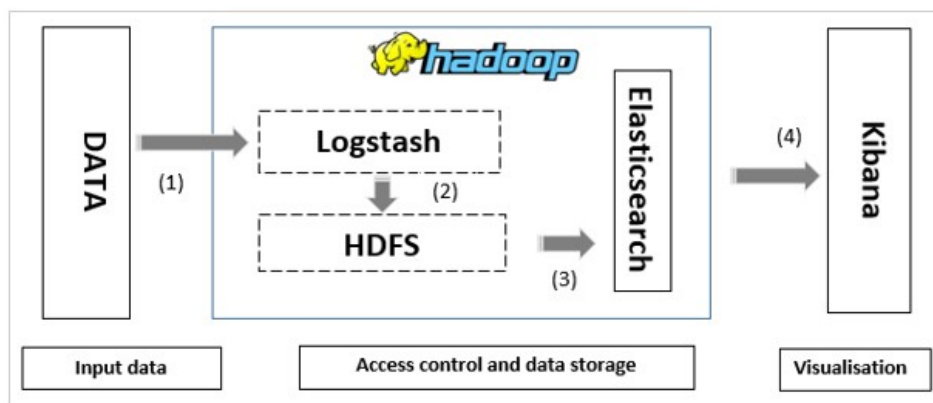 hadoop
DATA
(1)
Logstash
(2)
HDFS
(3)
Elasticsearch
(4)
Kibana
Input data
Access control and data storage
Visualisation